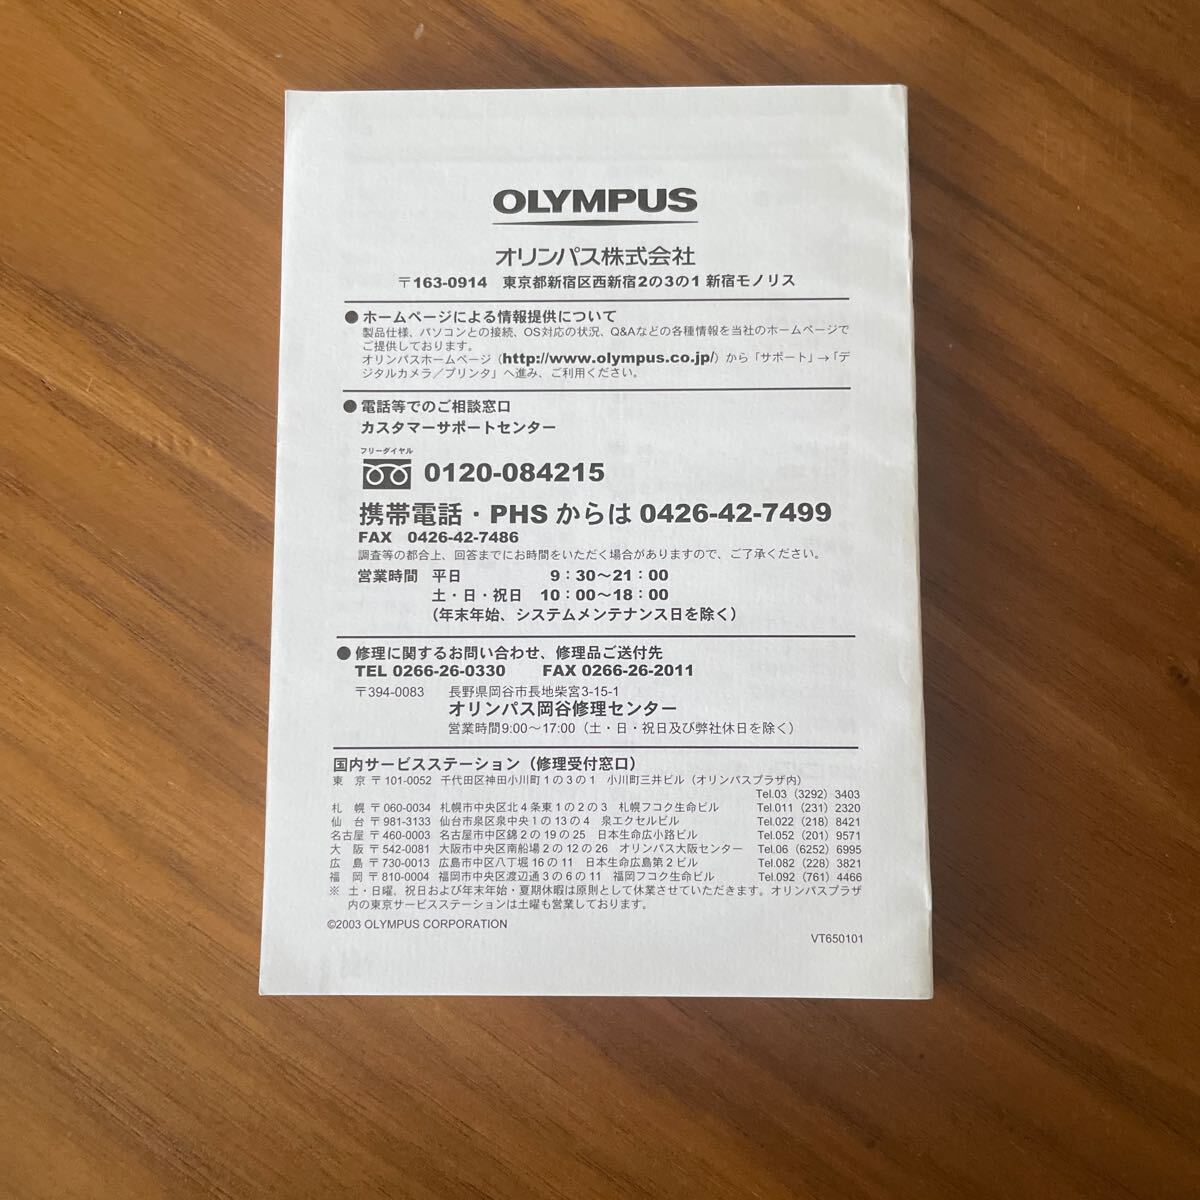 OLYMPUS
オリンパス株式会社
〒163-0914 東京都新宿区西新宿2の3の1 新宿モノリス
● ホームページによる情報提供について
製品仕様、パソコンとの接続、OS対応の状況、Q&Aなどの各種情報を当社のホームページで
ご提供しております。
オリンパスホームページ（http://www.olympus.co.jp/）から「サポート」→「デ
ジタルカメラ／プリンタ」へ進み、ご利用ください。
● 電話等でのご相談窓口
カスタマーサポートセンター
フリーダイヤル
0120-084215
携帯電話・PHS からは 0426-42-7499
FAX 0426-42-7486
調査等の都合上、回答までにお時間をいただく場合がありますので、ご了承ください。
営業時間 平日 9：30～21：00
土・日・祝日 10：00～18：00
（年末年始、システムメンテナンス日を除く）
● 修理に関するお問い合わせ、修理品ご送付先
TEL 0266-26-0330 FAX 0266-26-2011
〒394-0083 長野県岡谷市長地柴宮3-15-1
オリンパス岡谷修理センター
営業時間9:00～17:00（土・日・祝日及び弊社休日を除く）
国内サービスステーション（修理受付窓口）
東 京 〒101-0052 千代田区神田小川町１の３の１ 小川町三井ビル（オリンパスプラザ内）
Tel.03 (3292) 3403
札 幌 〒060-0034 札幌市中央区北４条東１の２の３ 札幌フコク生命ビル Tel.011 (231) 2320
仙 台 〒981-3133 仙台市泉区泉中央１の13の４ 泉エクセルビル Tel.022 (218) 8421
名古屋 〒460-0003 名古屋市中区錦２の19の25 日本生命広小路ビル Tel.052 (201) 9571
大 阪 〒542-0081 大阪市中央区南船場２の12の26 オリンパス大阪センター Tel.06 (6252) 6995
広 島 〒730-0013 広島市中区八丁堀16の11 日本生命広島第２ビル Tel.082 (228) 3821
福 岡 〒810-0004 福岡市中央区渡辺通３の６の11 福岡フコク生命ビル Tel.092 (761) 4466
※ 土・日曜、祝日および年末年始・夏期休暇は原則として休業させていただきます。オリンパスプラザ
内の東京サービスステーションは土曜も営業しております。
©2003 OLYMPUS CORPORATION
VT650101